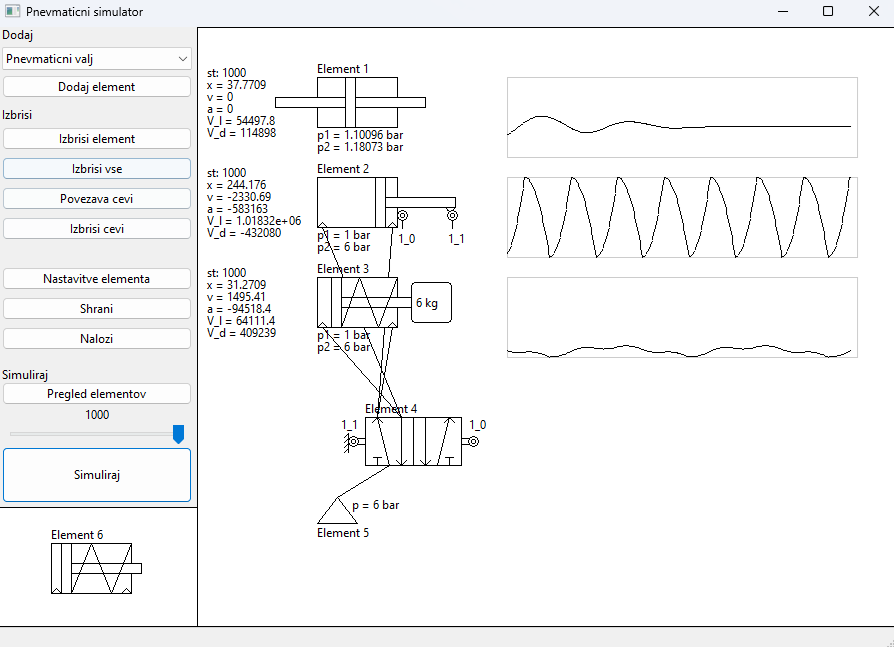 Pnevmaticni simulator
Dodaj
Pnevmaticni valj
Dodaj element
Izbrisi
Izbrisi element
Izbrisi vse
Povezava cevi
Izbrisi cevi
Nastavitve elementa
Shrani
Nalozi
Simuliraj
Pregled elementov
1000
Simuliraj
Element 6
Element 1
st: 1000
x = 37.7709
v = 0
a = 0
V_l = 54497.8
V_d = 114898
p1 = 1.10096 bar
p2 = 1.18073 bar
Element 2
st: 1000
x = 244.176
v = -2330.69
a = -583163
V_l = 1.01832e+06
V_d = -432080
p1 = 1 bar
p2 = 6 bar
1_0
1_1
Element 3
st: 1000
x = 31.2709
v = 1495.41
a = -94518.4
V_l = 64111.4
V_d = 409239
6 kg
p1 = 1 bar
p2 = 6 bar
Element 4
1_1
1_0
p = 6 bar
Element 5